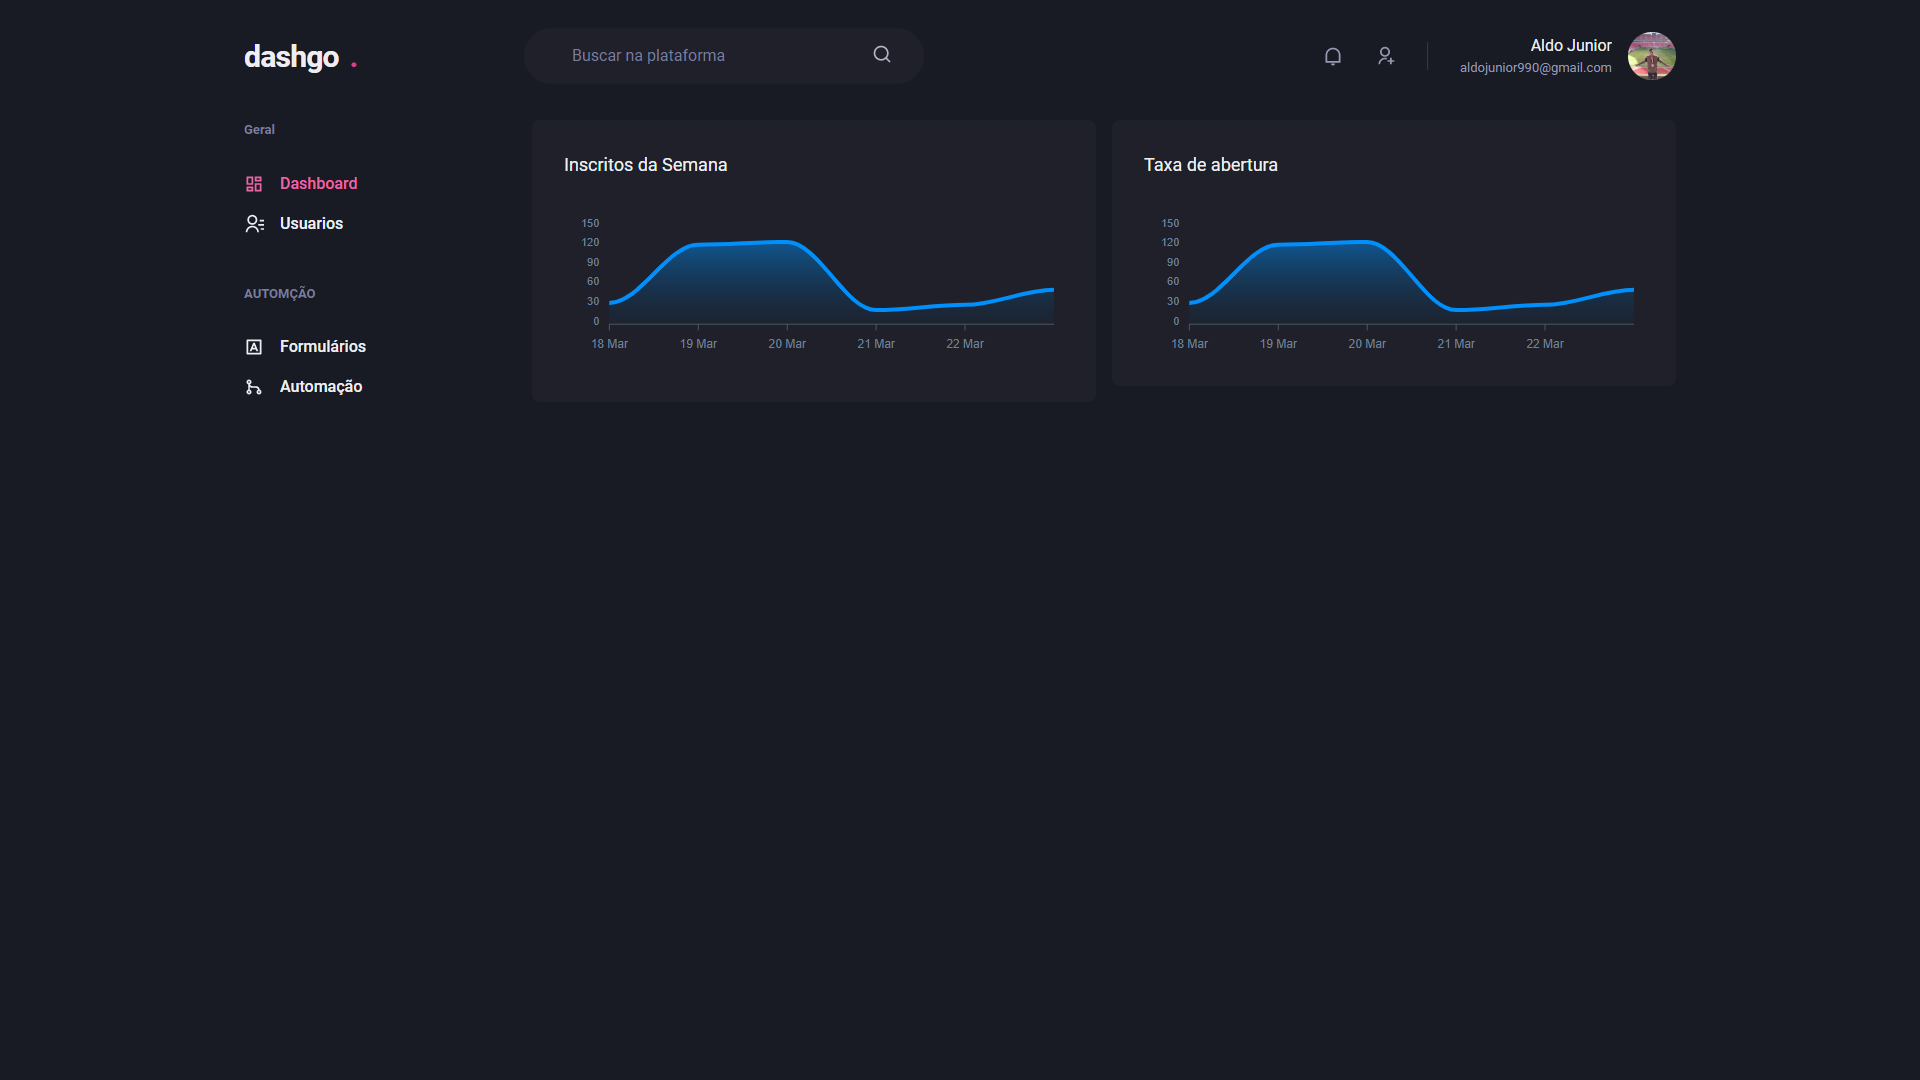 dashgo .
Buscar na plataforma
Aldo Junior
aldojunior990@gmail.com
Geral
Dashboard
Usuarios
AUTOMÇÃO
Formulários
Automação
Inscritos da Semana
150
120
90
60
30
0
18 Mar 19 Mar 20 Mar 21 Mar 22 Mar
Taxa de abertura
150
120
90
60
30
0
18 Mar 19 Mar 20 Mar 21 Mar 22 Mar